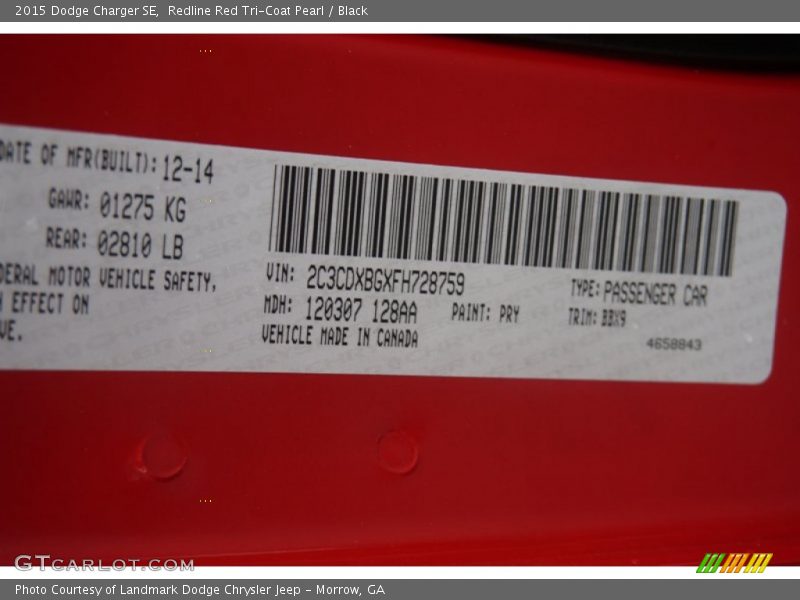 2015 Dodge Charger SE,  Redline Red Tri-Coat Pearl / Black
DATE OF MFR(BUILT): 12-14
GAWR: 01275 KG
REAR: 02810 LB
DERAL MOTOR VEHICLE SAFETY,
EFFECT ON
VE.
VIN: 2C3CDXBGXFH728759
MDH: 120307 128AA
PAINT: PRY
VEHICLE MADE IN CANADA
TYPE: PASSENGER CAR
TRIM: BBX9
4658843
GTCARLOT.COM
Photo Courtesy of Landmark Dodge Chrysler Jeep - Morrow, GA